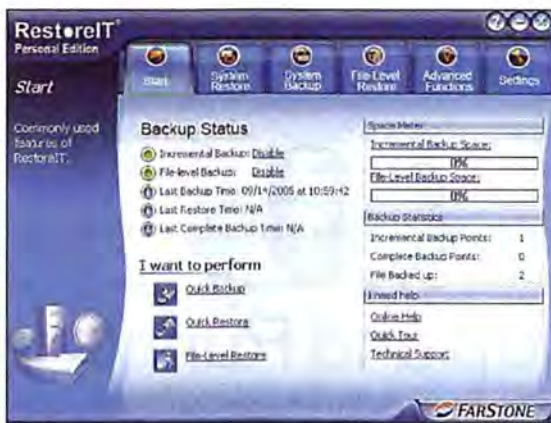 RestoreIT®
Personal Edition
Start
Commonly used
features of
RestoreIT.
Start
System
Restore
System
Backup
File-Level
Restore
Advanced
Functions
Settings
Backup Status
Incremental Backup: Disable
File-level Backup: Disable
Last Backup Time: 09/14/2005 at 10:59:42
Last Restore Time: N/A
Last Complete Backup Time: N/A
I want to perform
Quick Backup
Quick Restore
File-Level Restore
Space Meter
Incremental Backup Space:
0%
File-Level Backup Space:
0%
Backup Statistics
Incremental Backup Points: 1
Complete Backup Points: 0
File Backed up: 2
I need help
Online Help
Quick Tour
Technical Support
FARSTONE